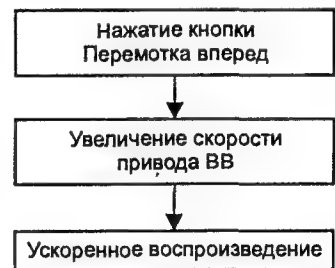 Нажатие кнопки
Перемотка вперед
Увеличение скорости
привода ВВ
Ускоренное воспроизведение